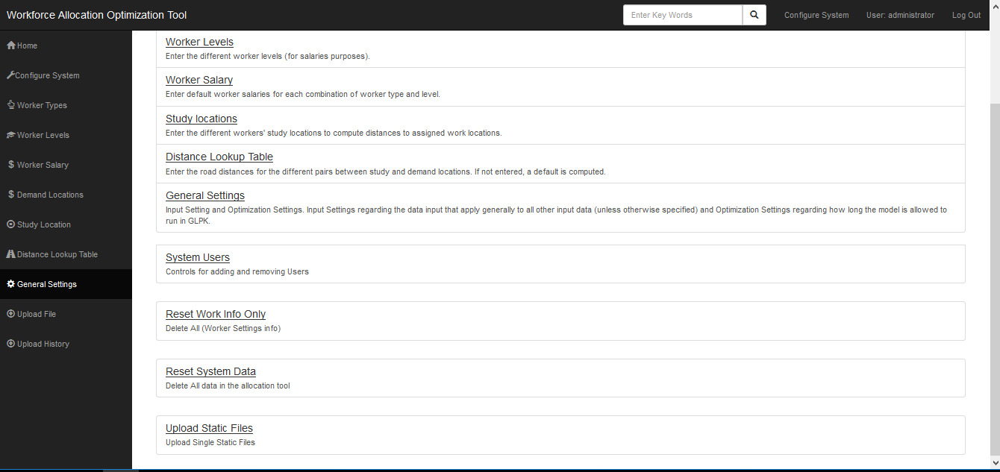 Workforce Allocation Optimization Tool
Enter Key Words
Configure System
User: administrator
Log Out
Home
Configure System
Worker Types
Worker Levels
Worker Salary
Demand Locations
Study Location
Distance Lookup Table
General Settings
Upload File
Upload History
Worker Levels
Enter the different worker levels (for salaries purposes).
Worker Salary
Enter default worker salaries for each combination of worker type and level.
Study locations
Enter the different workers' study locations to compute distances to assigned work locations.
Distance Lookup Table
Enter the road distances for the different pairs between study and demand locations. If not entered, a default is computed.
General Settings
Input Setting and Optimization Settings. Input Settings regarding the data input that apply generally to all other input data (unless otherwise specified) and Optimization Settings regarding how long the model is allowed to
run in GLPK.
System Users
Controls for adding and removing Users
Reset Work Info Only
Delete All (Worker Settings info)
Reset System Data
Delete All data in the allocation tool
Upload Static Files
Upload Single Static Files